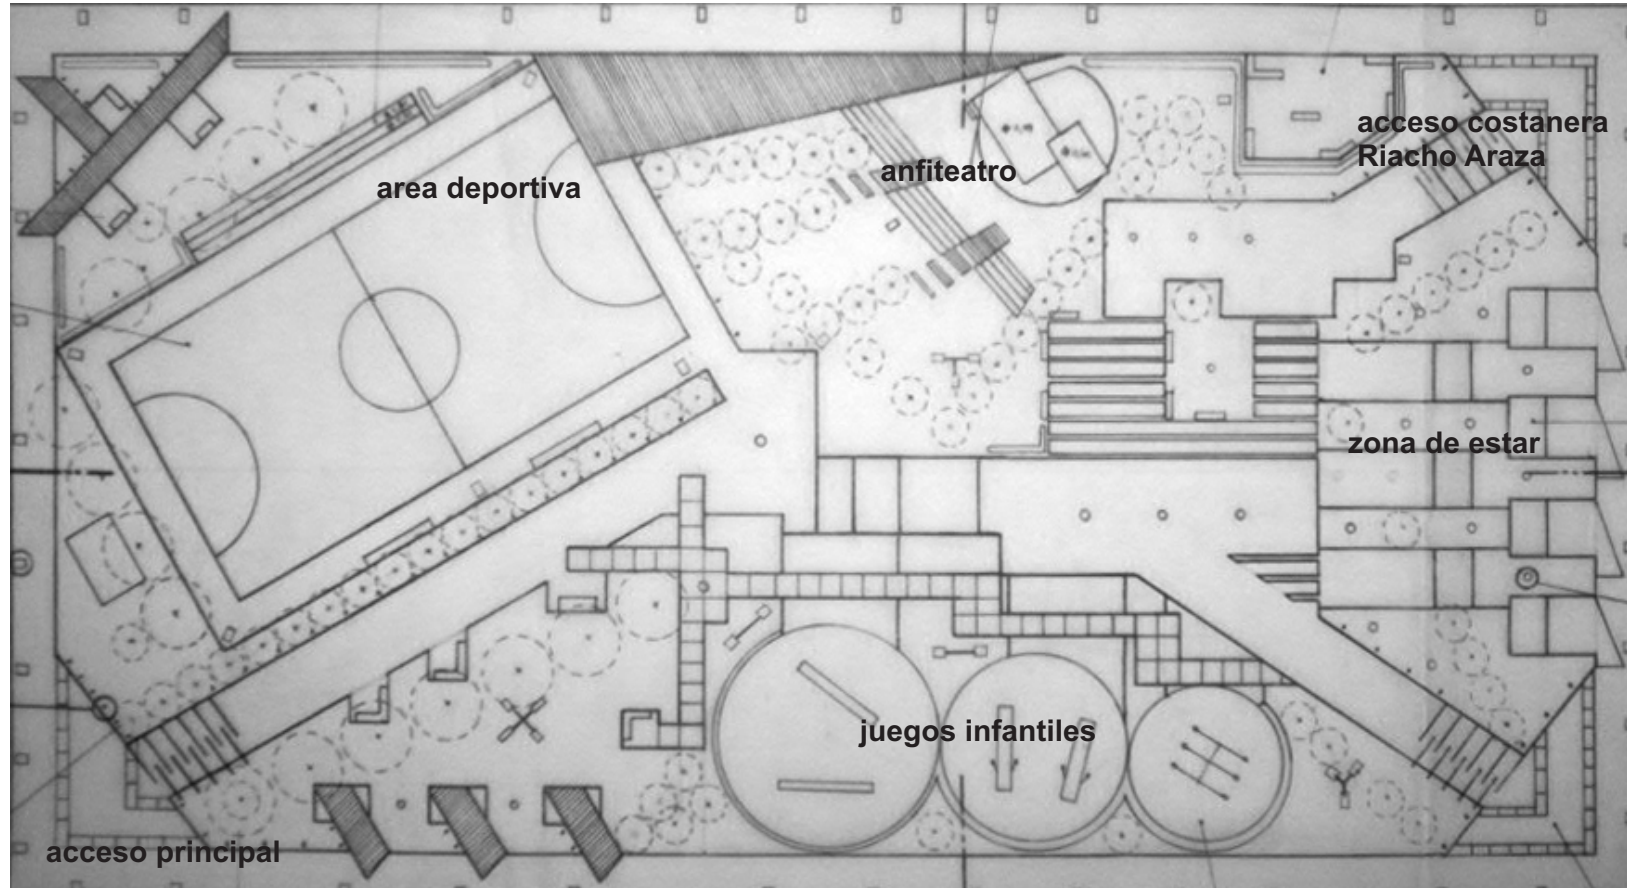 acceso costanera
Riacho Araza
anfiteatro
area deportiva
zona de estar
juegos infantiles
acceso principal